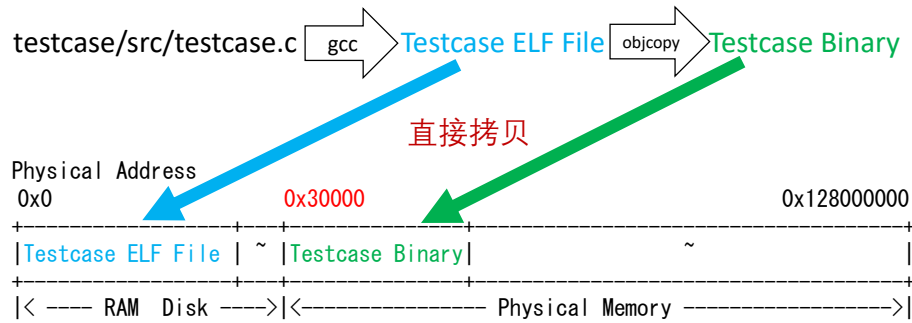 testcase/src/testcase.c gcc Testcase ELF File objcopy Testcase Binary
直接拷贝
Physical Address
0x0 0x30000 0x128000000
+-------------------+---+---------------+--------------------------------------+
|Testcase ELF File | ~ |Testcase Binary| ~ |
+-------------------+---+---------------+--------------------------------------+
|< ---- RAM Disk ---->|<---------------- Physical Memory ------------------->|